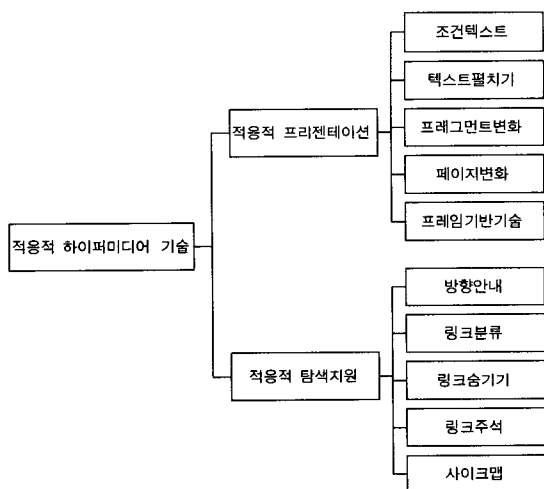 조건텍스트
텍스트펼치기
적응적 프리젠테이션
프레그먼트변화
페이지변화
프레임기반기술
적응적 하이퍼미디어 기술
방향안내
링크분류
적응적 탐색지원
링크숨기기
링크주석
사이크맵